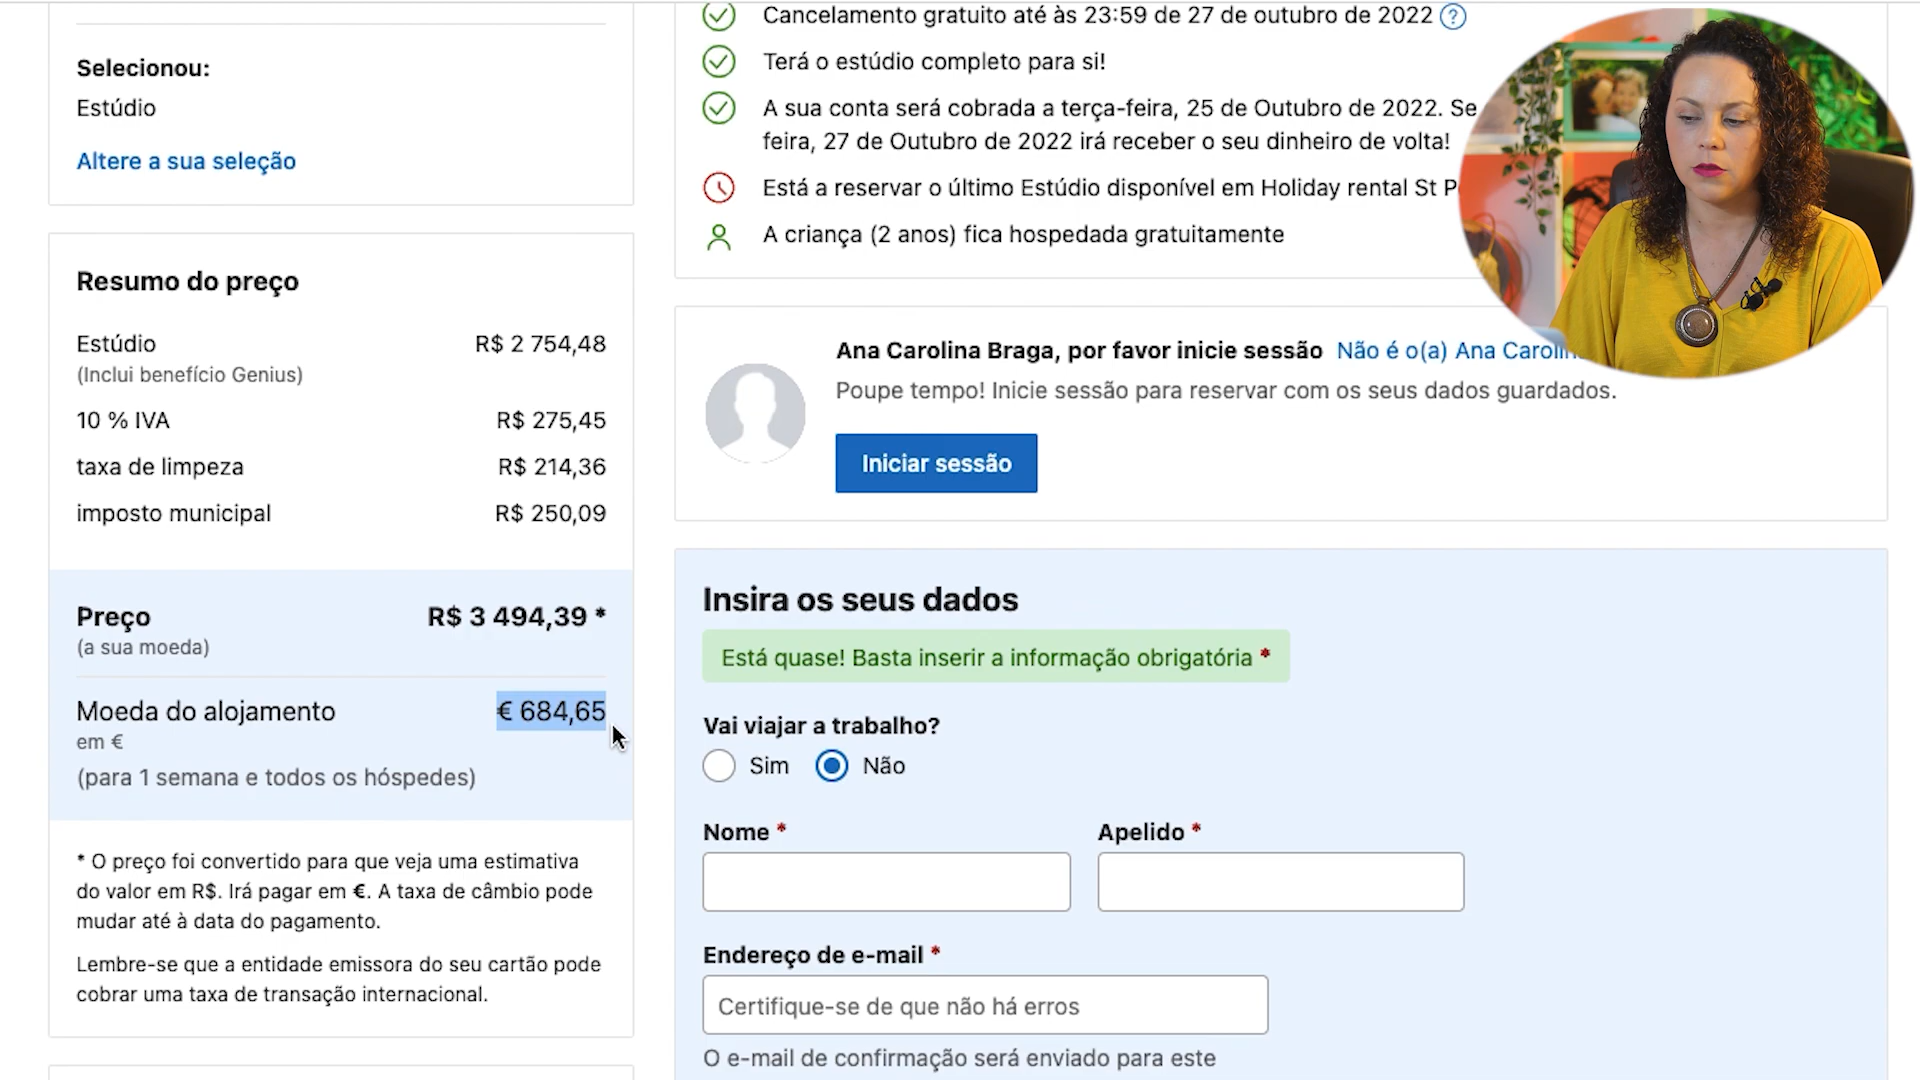 Selecionou:
Estúdio
Altere a sua seleção
Resumo do preço
Estúdio R$ 2 754,48
(Inclui benefício Genius)
10 % IVA R$ 275,45
taxa de limpeza R$ 214,36
imposto municipal R$ 250,09
Preço R$ 3 494,39 *
(a sua moeda)
Moeda do alojamento € 684,65
em €
(para 1 semana e todos os hóspedes)
* O preço foi convertido para que veja uma estimativa
do valor em R$. Irá pagar em €. A taxa de câmbio pode
mudar até à data do pagamento.
Lembre-se que a entidade emissora do seu cartão pode
cobrar uma taxa de transação internacional.
Cancelamento gratuito até às 23:59 de 27 de outubro de 2022 ?
Terá o estúdio completo para si!
A sua conta será cobrada a terça-feira, 25 de Outubro de 2022. Se
feira, 27 de Outubro de 2022 irá receber o seu dinheiro de volta!
Está a reservar o último Estúdio disponível em Holiday rental St
A criança (2 anos) fica hospedada gratuitamente
Ana Carolina Braga, por favor inicie sessão Não é o(a) Ana
Poupe tempo! Inicie sessão para reservar com os seus dados guardados.
Iniciar sessão
Insira os seus dados
Está quase! Basta inserir a informação obrigatória *
Vai viajar a trabalho?
Sim Não
Nome * Apelido *
Endereço de e-mail *
Certifique-se de que não há erros
O e-mail de confirmação será enviado para este